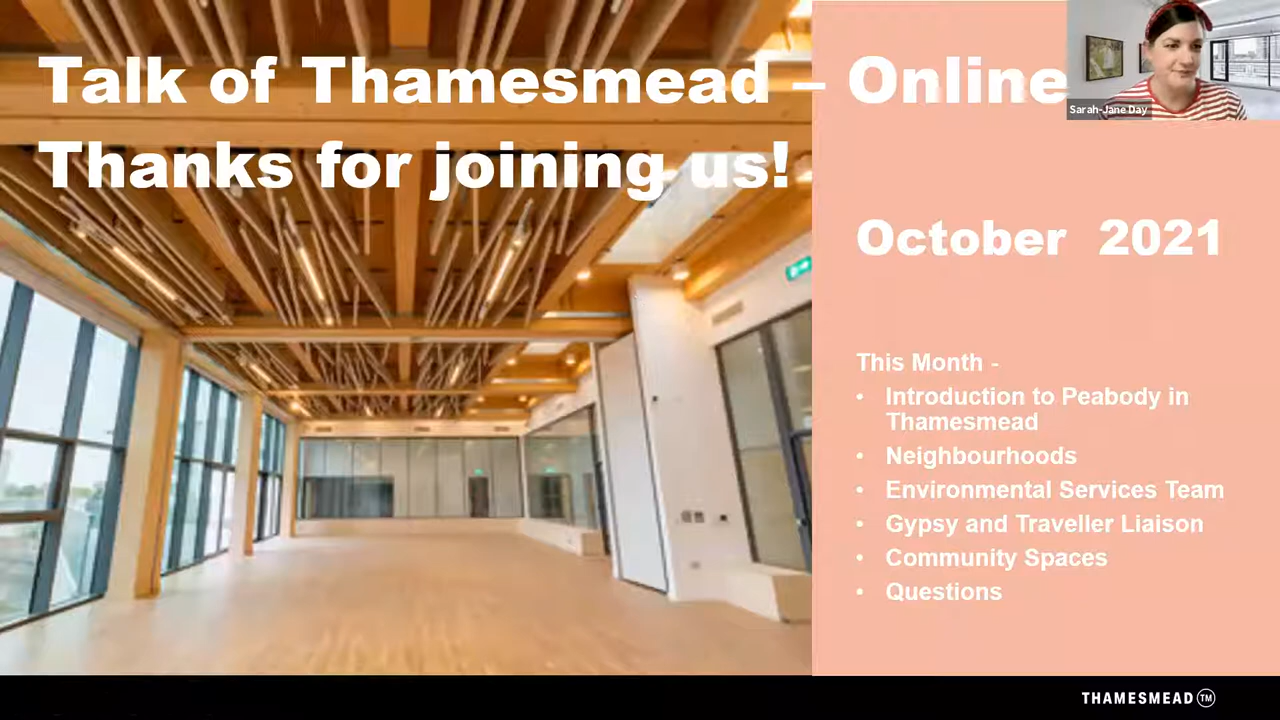 Talk of Thamesmead – Online
Thanks for joining us!
Sarah-Jane Day
October 2021
This Month -
• Introduction to Peabody in
Thamesmead
• Neighbourhoods
• Environmental Services Team
• Gypsy and Traveller Liaison
• Community Spaces
• Questions
THAMESMEAD TM